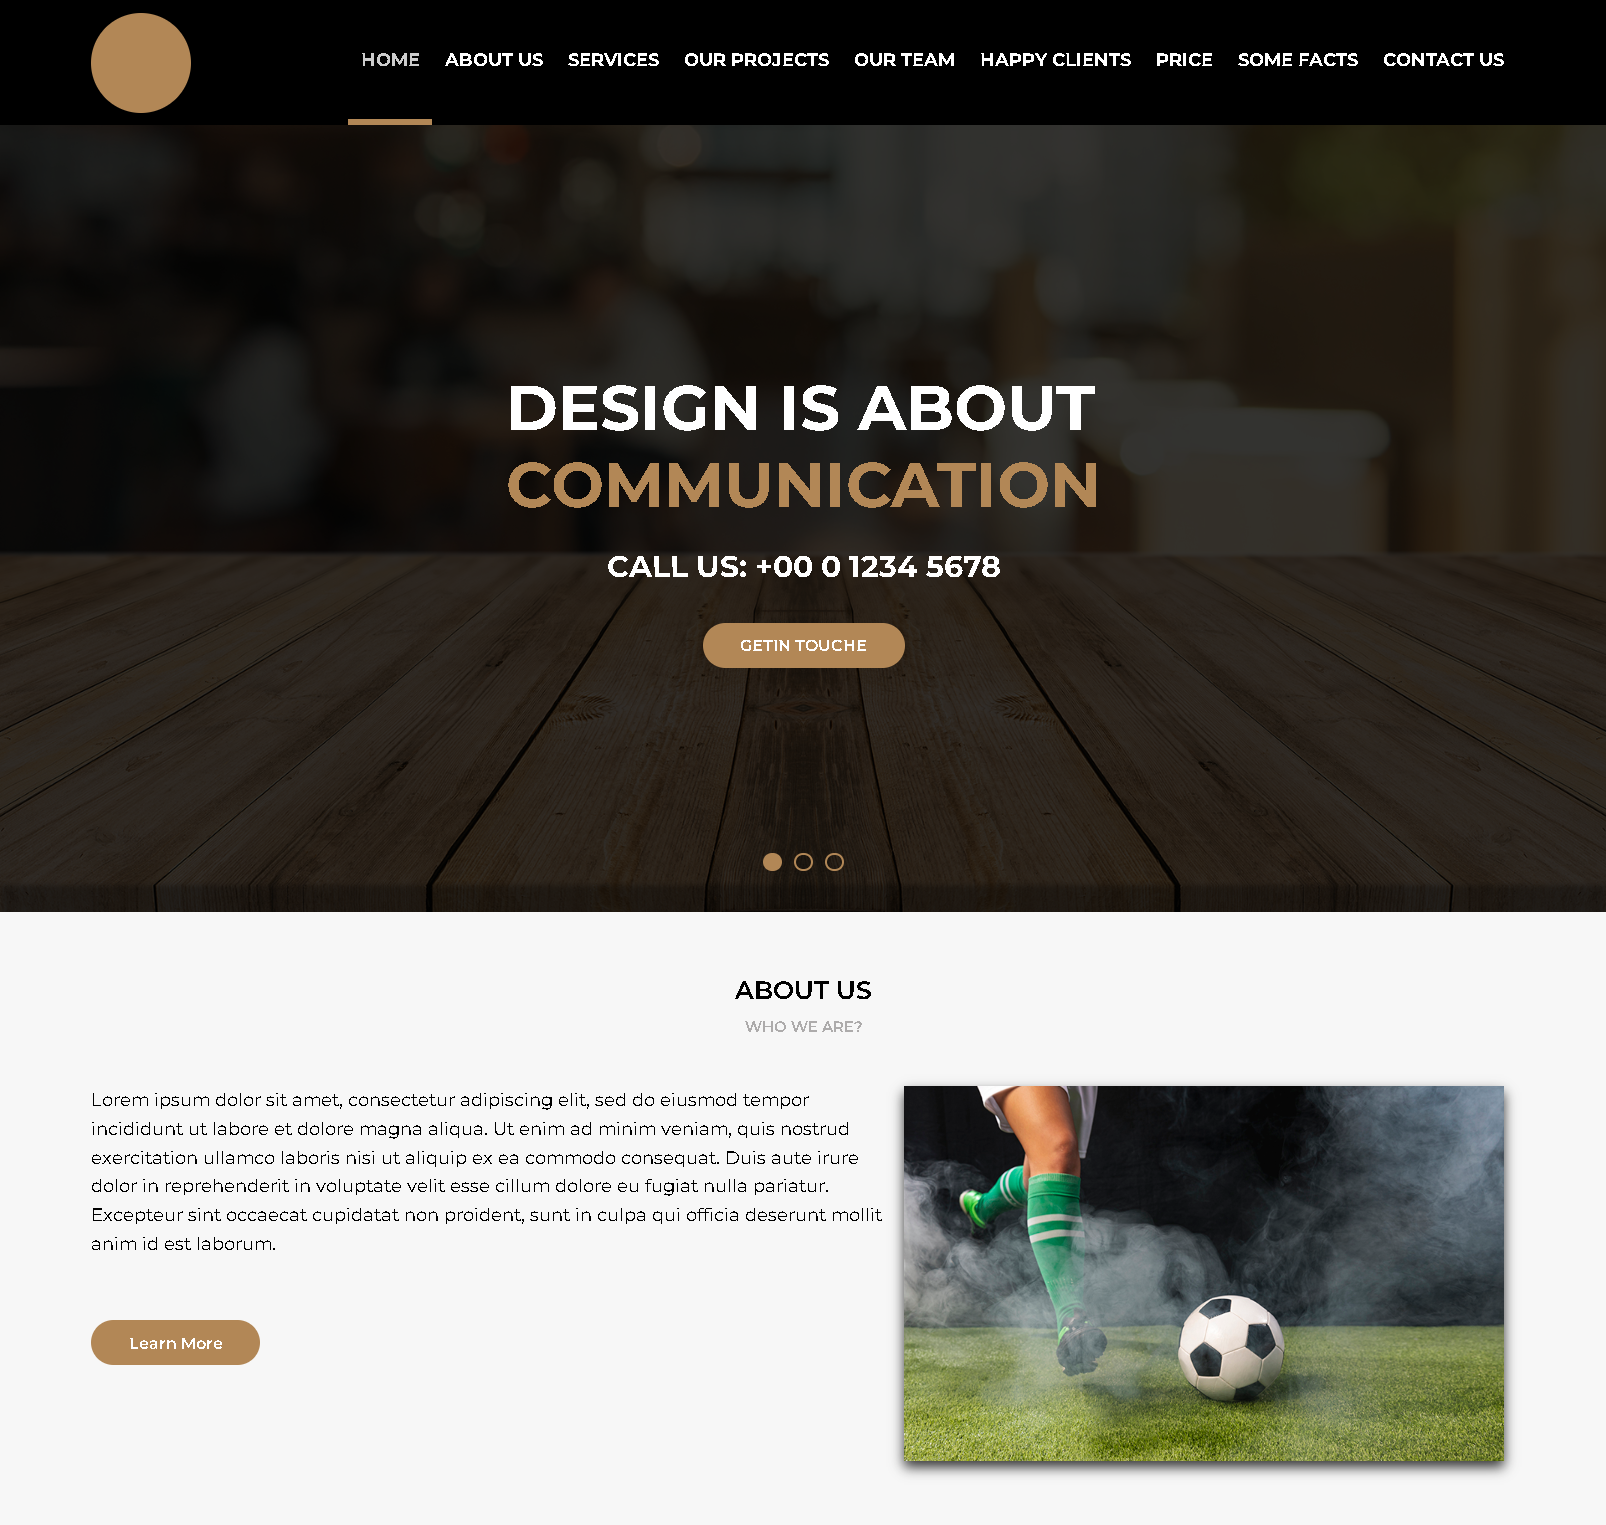 HOME ABOUT US SERVICES OUR PROJECTS OUR TEAM HAPPY CLIENTS PRICE SOME FACTS CONTACT US
DESIGN IS ABOUT
COMMUNICATION
CALL US: +00 0 1234 5678
GETIN TOUCHE
ABOUT US
WHO WE ARE?
Lorem ipsum dolor sit amet, consectetur adipiscing elit, sed do eiusmod tempor
incididunt ut labore et dolore magna aliqua. Ut enim ad minim veniam, quis nostrud
exercitation ullamco laboris nisi ut aliquip ex ea commodo consequat. Duis aute irure
dolor in reprehenderit in voluptate velit esse cillum dolore eu fugiat nulla pariatur.
Excepteur sint occaecat cupidatat non proident, sunt in culpa qui officia deserunt mollit
anim id est laborum.
Learn More